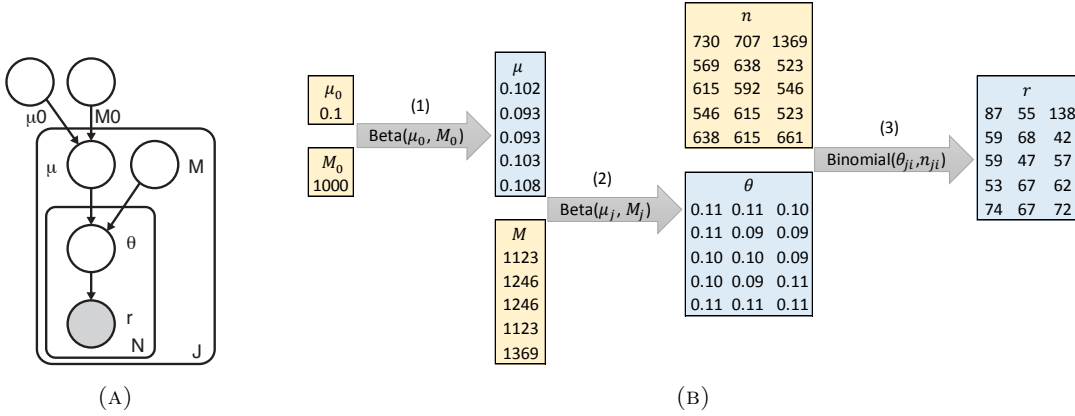 μ0
M0
μ
M
θ
r
N
J
(A)
μ₀
0.1
M₀
1000
(1)
Beta(μ₀, M₀)
μ
0.102
0.093
0.093
0.103
0.108
M
1123
1246
1246
1123
1369
(2)
Beta(μⱼ, Mⱼ)
n
730 707 1369
569 638 523
615 592 546
546 615 523
638 615 661
θ
0.11 0.11 0.10
0.11 0.09 0.09
0.10 0.10 0.09
0.10 0.09 0.11
0.11 0.11 0.11
(3)
Binomial(θⱼᵢ,nⱼᵢ)
r
87 55 138
59 68 42
59 47 57
53 67 62
74 67 72
(B)